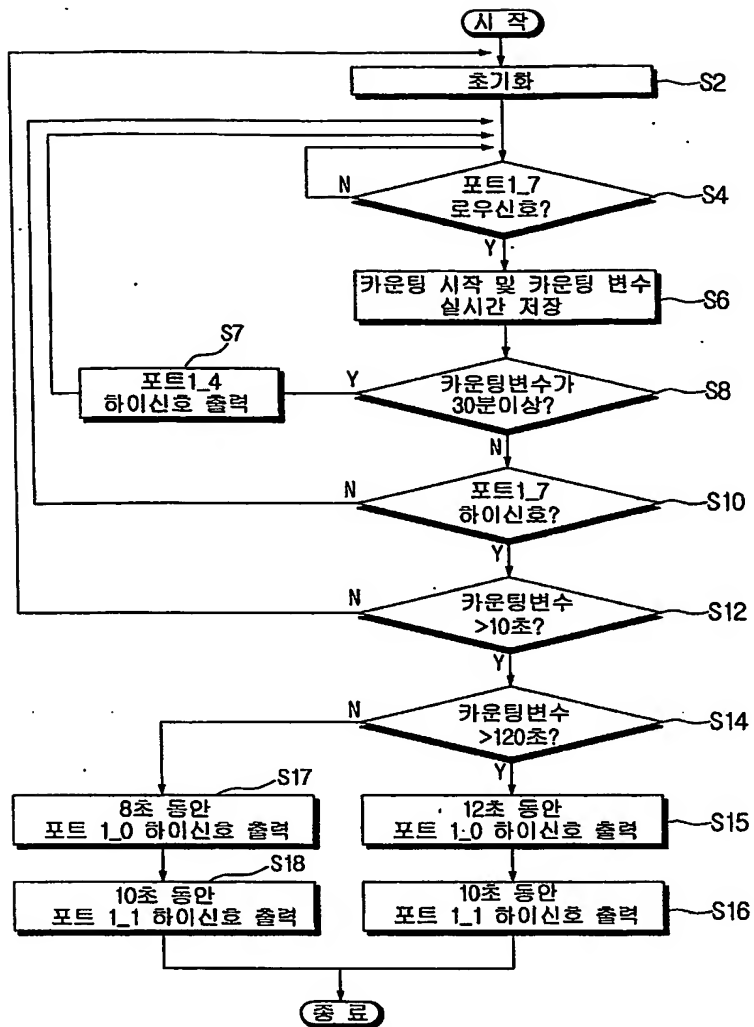 시 작
초기화
S2
포트1_7
로우신호?
N
S4
Y
카운팅 시작 및 카운팅 변수
실시간 저장
S6
S7
포트1_4
하이신호 출력
Y
카운팅변수가
30분이상?
S8
N
N
포트1_7
하이신호?
S10
Y
N
카운팅변수
>10초?
S12
Y
N
카운팅변수
>120초?
S14
Y
S17
8초 동안
포트 1_0 하이신호 출력
12초 동안
포트 1_0 하이신호 출력
S15
S18
10초 동안
포트 1_1 하이신호 출력
10초 동안
포트 1_1 하이신호 출력
S16
종 료